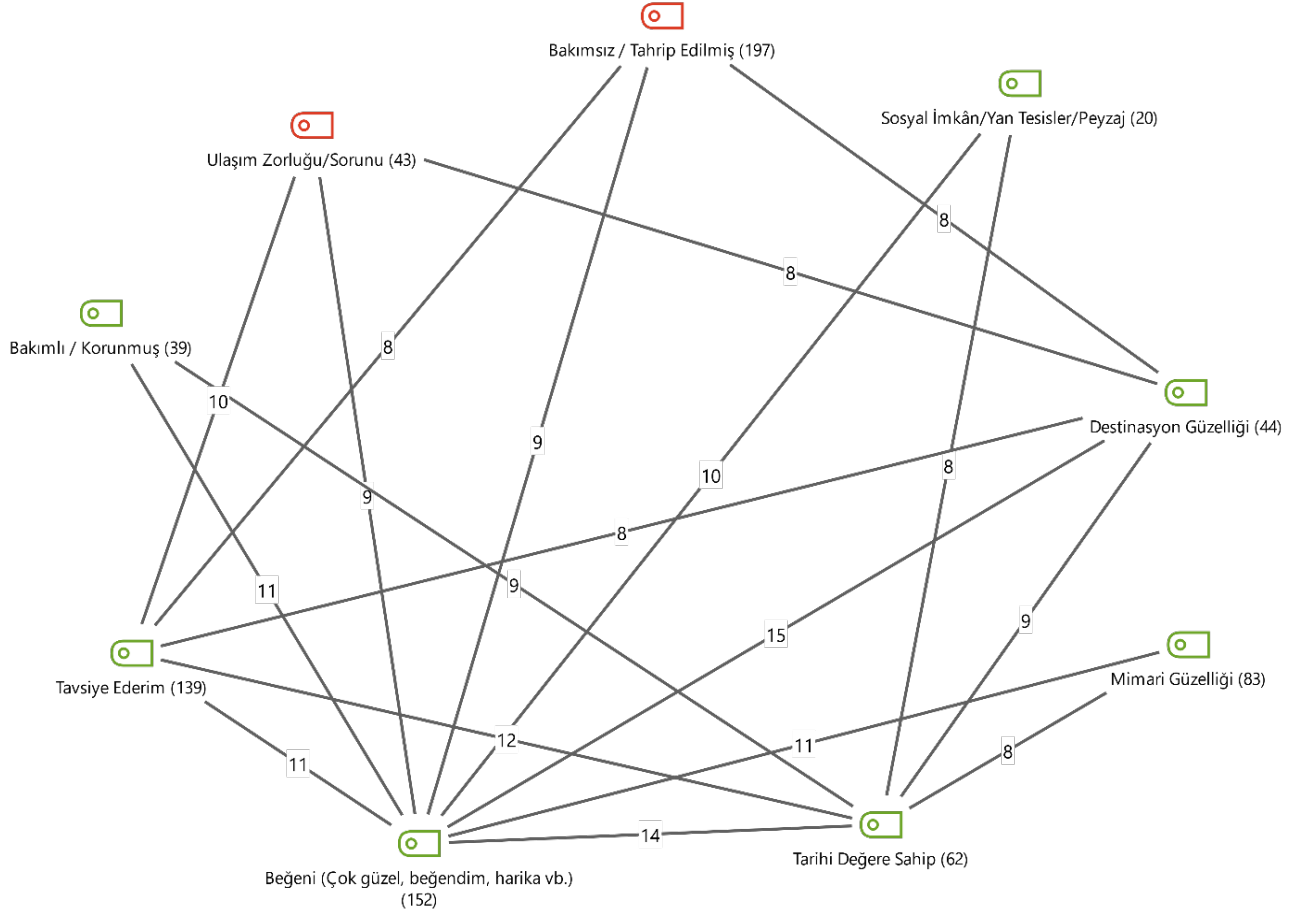 Bakımsız / Tahrip Edilmiş (197)
Sosyal İmkân/Yan Tesisler/Peyzaj (20)
Ulaşım Zorluğu/Sorunu (43)
8
8
Bakımlı / Korunmuş (39)
8
10
Destinasyon Güzelliği (44)
9
8
10
9
8
9
11
9
15
Tavsiye Ederim (139)
Mimari Güzelliği (83)
12
11
8
11
14
Tarihi Değere Sahip (62)
Beğeni (Çok güzel, beğendim, harika vb.)
(152)